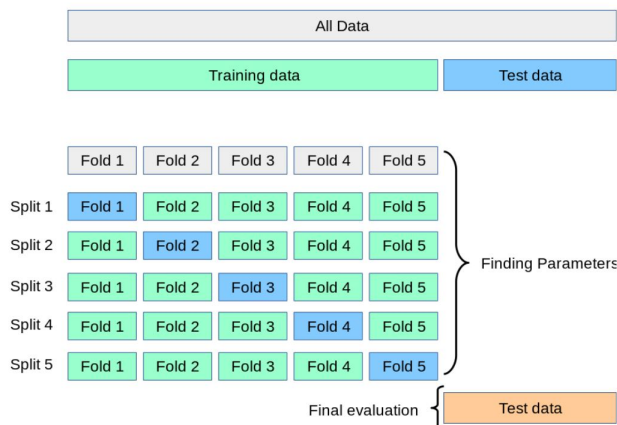 All Data
Training data Test data
Fold 1 Fold 2 Fold 3 Fold 4 Fold 5
Split 1 Fold 1 Fold 2 Fold 3 Fold 4 Fold 5
Split 2 Fold 1 Fold 2 Fold 3 Fold 4 Fold 5
Finding Parameters
Split 3 Fold 1 Fold 2 Fold 3 Fold 4 Fold 5
Split 4 Fold 1 Fold 2 Fold 3 Fold 4 Fold 5
Split 5 Fold 1 Fold 2 Fold 3 Fold 4 Fold 5
Final evaluation Test data